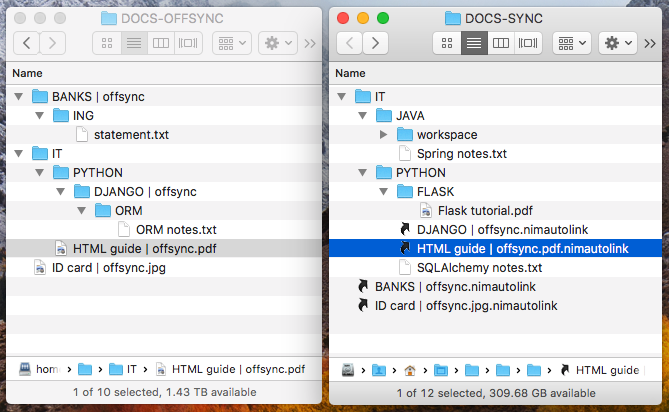 DOCS-OFFSYNC
Name
BANKS | offsync
ING
statement.txt
IT
PYTHON
DJANGO | offsync
ORM
ORM notes.txt
HTML guide | offsync.pdf
ID card | offsync.jpg
hom
IT
HTML guide | offsync.pdf
1 of 10 selected, 1.43 TB available
DOCS-SYNC
Name
IT
JAVA
workspace
Spring notes.txt
PYTHON
FLASK
Flask tutorial.pdf
DJANGO | offsync.nimautolink
HTML guide | offsync.pdf.nimautolink
SQLAlchemy notes.txt
BANKS | offsync.nimautolink
ID card | offsync.jpg.nimautolink
HTML guide |
1 of 12 selected, 309.68 GB available